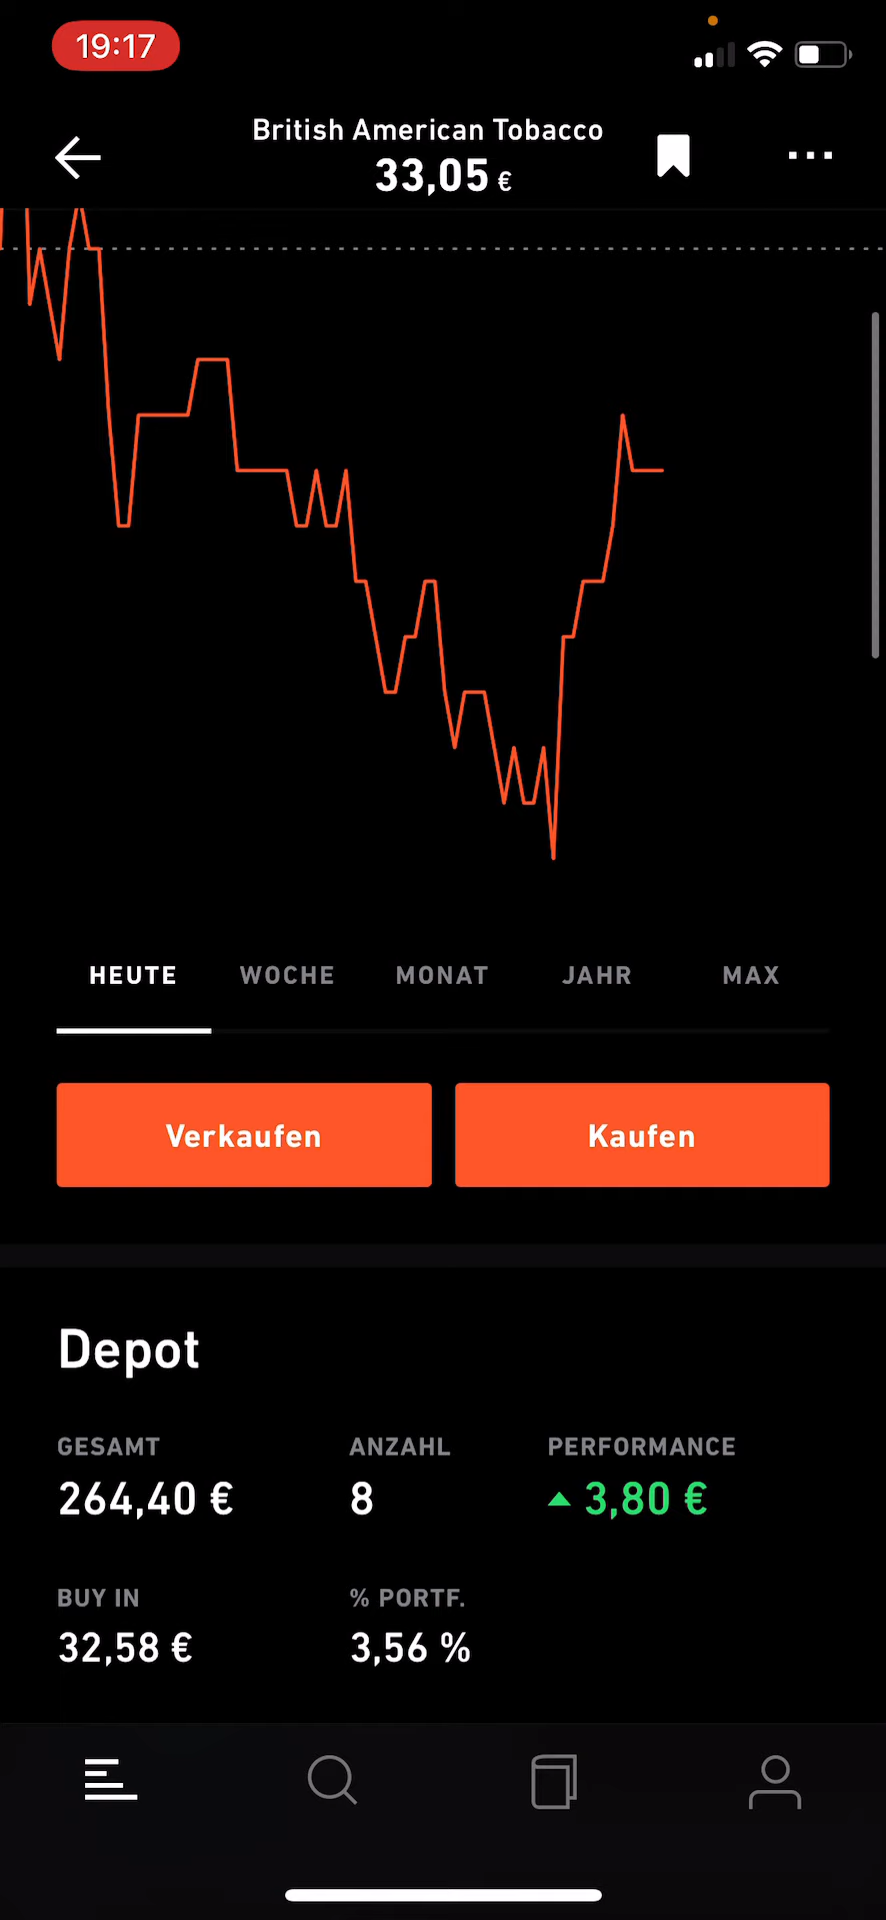 19:17
British American Tobacco
33,05 €
HEUTE WOCHE MONAT JAHR MAX
Verkaufen Kaufen
Depot
GESAMT ANZAHL PERFORMANCE
264,40 € 8 3,80 €
BUY IN % PORTF.
32,58 € 3,56 %